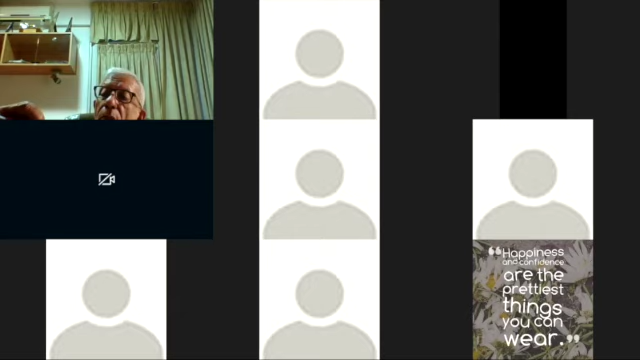 “Happiness
and confidence
are the
prettiest
things
you can
wear.”